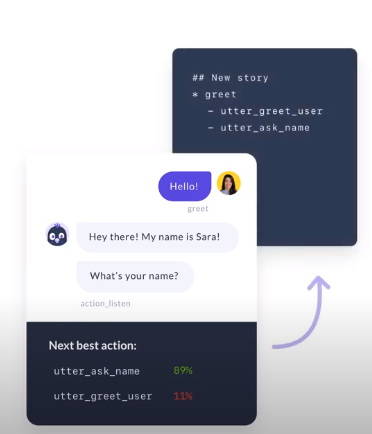 ## New story
* greet
– utter_greet_user
– utter_ask_name
Hello!
greet
Hey there! My name is Sara!
What's your name?
action_listen
Next best action:
utter_ask_name 89%
utter_greet_user 11%